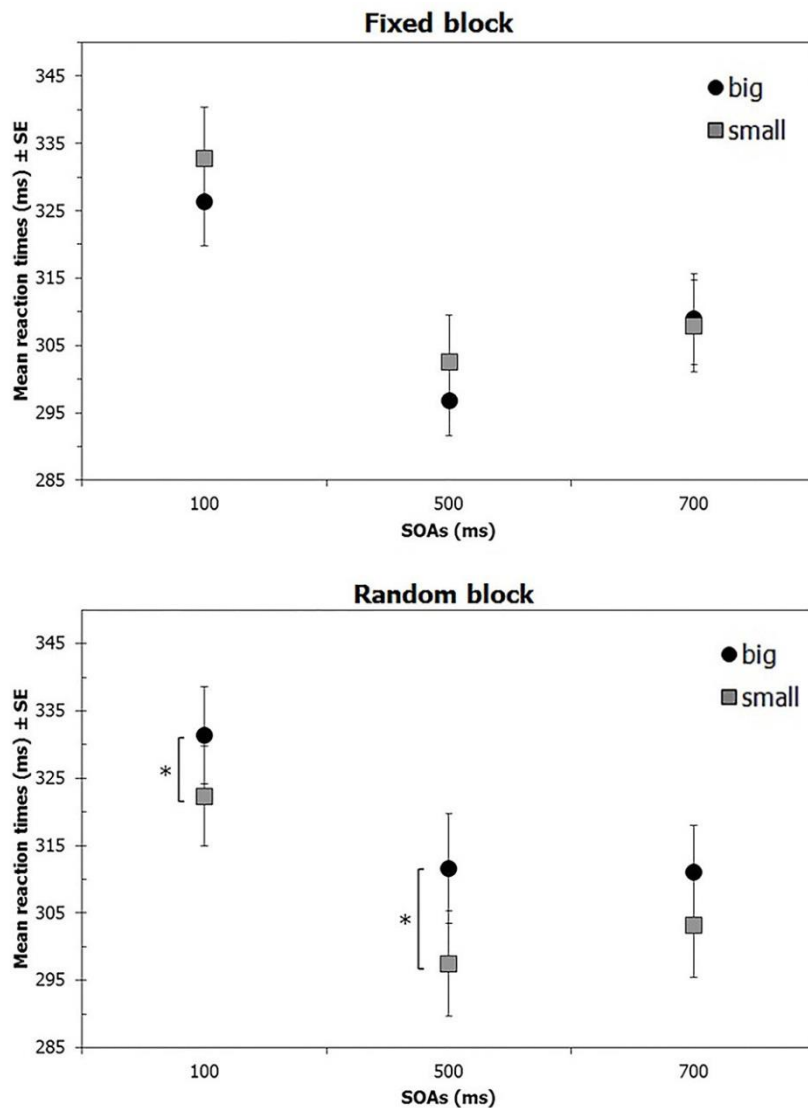 Fixed block
345
335
325
315
305
295
285
Mean reaction times (ms) ± SE
big
small
100
500
700
SOAs (ms)
Random block
345
335
325
315
305
295
285
Mean reaction times (ms) ± SE
big
small
*
*
100
500
700
SOAs (ms)